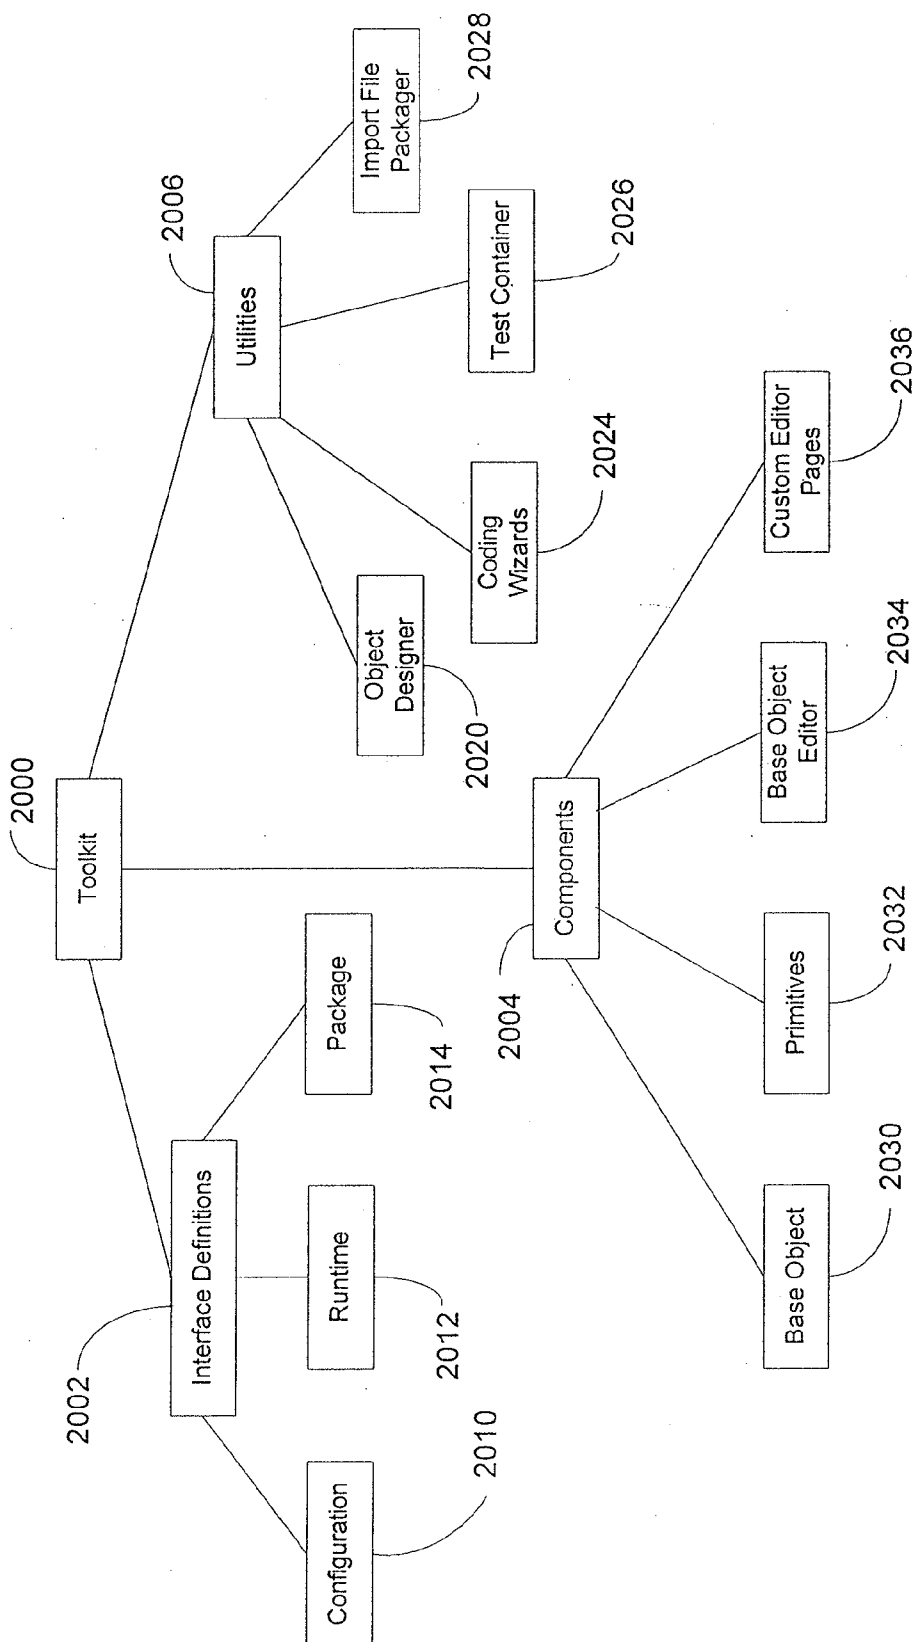 2000
Toolkit
2002
Interface Definitions
2006
Utilities
Configuration
2010
Runtime
2012
Package
2014
Object
Designer
2020
Coding
Wizards
2024
Test Container
2026
Import File
Packager
2028
2004
Components
Base Object
2030
Primitives
2032
Base Object
Editor
2034
Custom Editor
Pages
2036